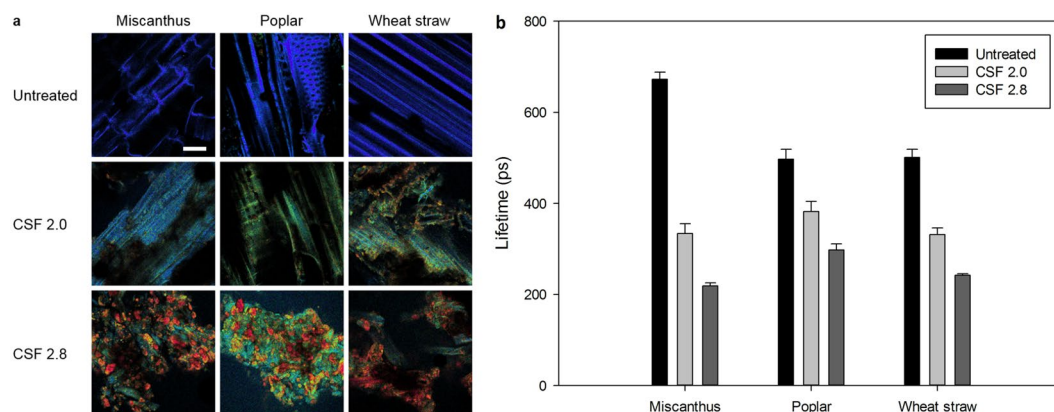 a
Miscanthus Poplar Wheat straw
Untreated
CSF 2.0
CSF 2.8
b
800
600
400
200
0
Lifetime (ps)
Untreated
CSF 2.0
CSF 2.8
Miscanthus Poplar Wheat straw